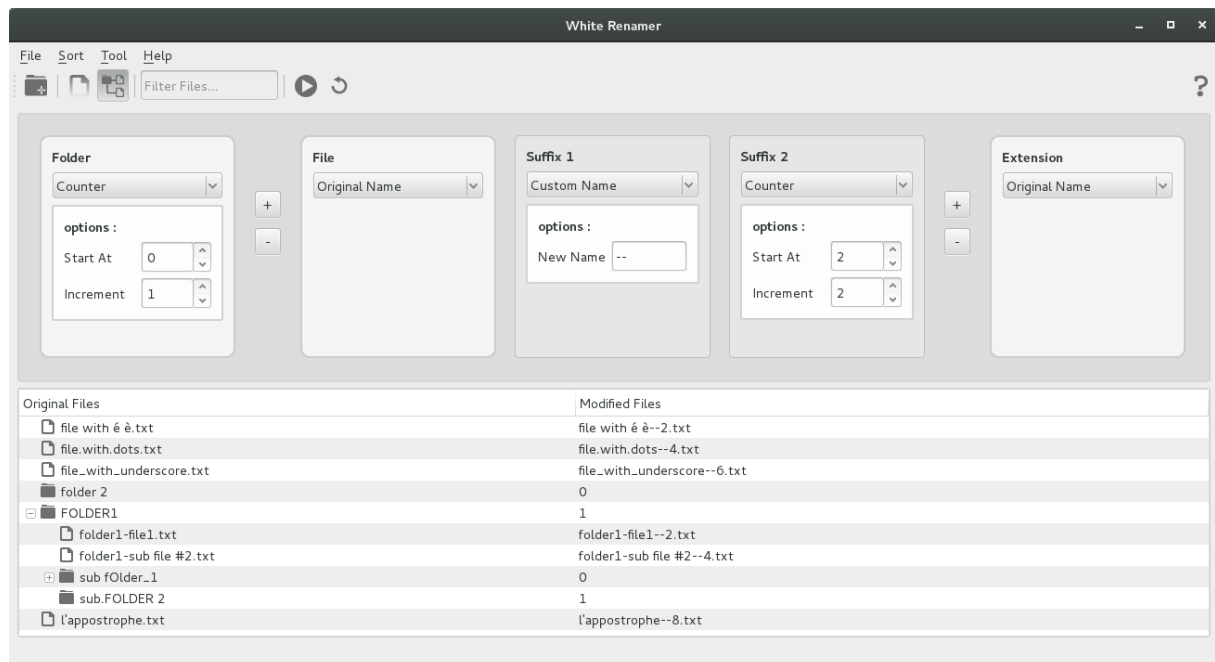 White Renamer
File Sort Tool Help
Filter Files...
?
Folder
Counter
options :
Start At 0
Increment 1
+
-
File
Original Name
Suffix 1
Custom Name
options :
New Name --
Suffix 2
Counter
options :
Start At 2
Increment 2
+
-
Extension
Original Name
Original Files Modified Files
file with é è.txt file with é è--2.txt
file.with.dots.txt file.with.dots--4.txt
file_with_underscore.txt file_with_underscore--6.txt
folder 2 0
FOLDER1 1
folder1-file1.txt folder1-file1--2.txt
folder1-sub file #2.txt folder1-sub file #2--4.txt
sub fOlder_1 0
sub.FOLDER 2 1
l'appostrophe.txt l'appostrophe--8.txt